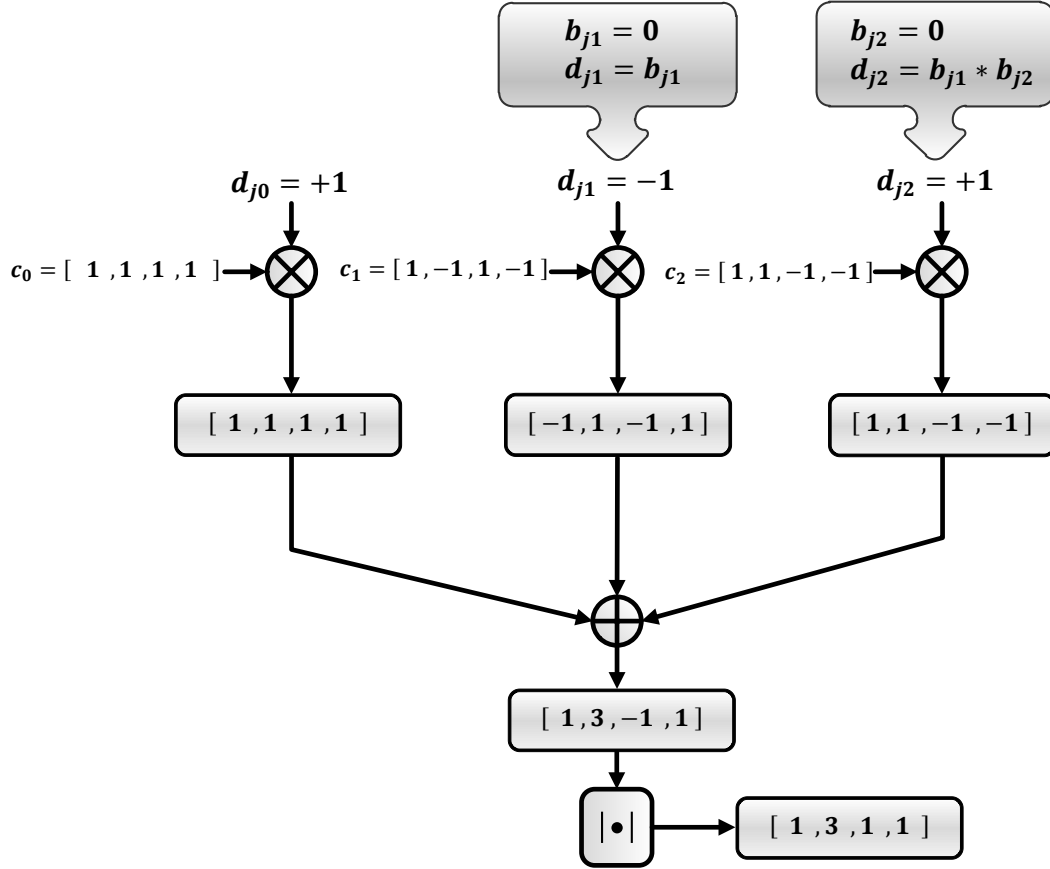 b_{j1} = 0
d_{j1} = b_{j1}
b_{j2} = 0
d_{j2} = b_{j1} * b_{j2}
d_{j0} = +1
d_{j1} = −1
d_{j2} = +1
c_0 = [ 1 , 1 , 1 , 1 ]
c_1 = [ 1 , −1 , 1 , −1 ]
c_2 = [ 1 , 1 , −1 , −1 ]
[ 1 , 1 , 1 , 1 ]
[ −1 , 1 , −1 , 1 ]
[ 1 , 1 , −1 , −1 ]
[ 1 , 3 , −1 , 1 ]
|•|
[ 1 , 3 , 1 , 1 ]